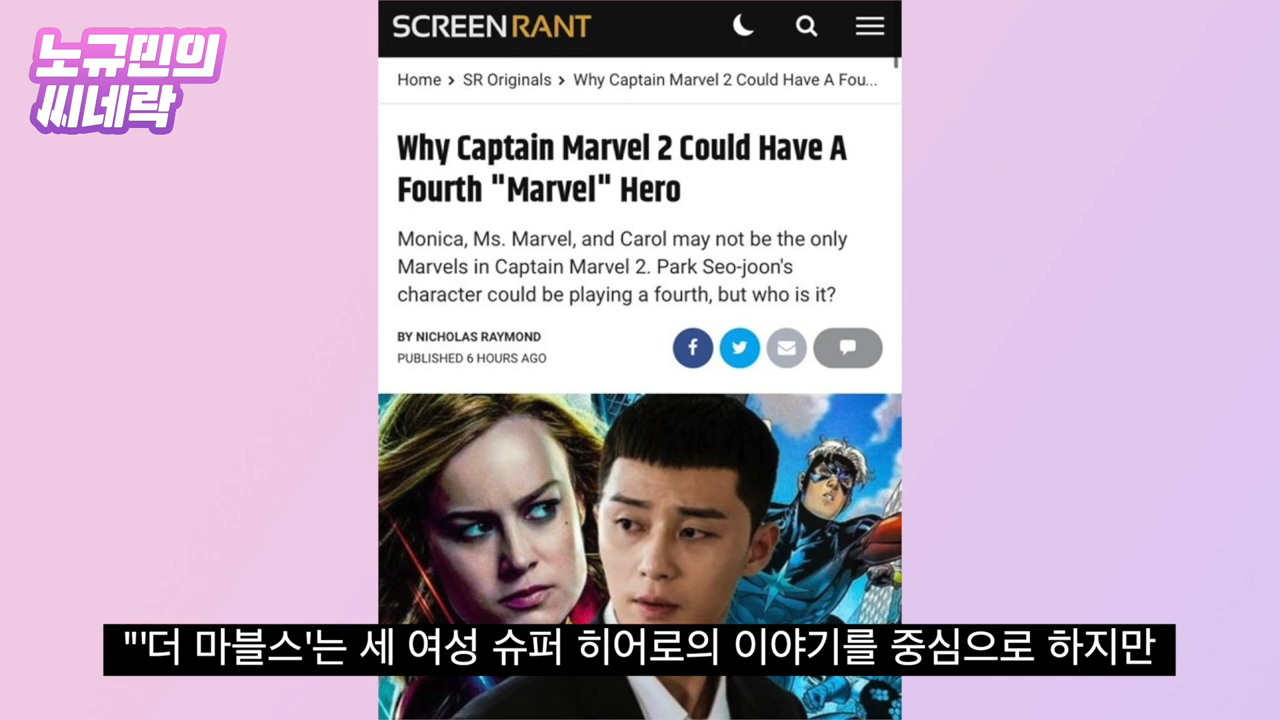 노규민의
씨네락
SCREENRANT
Home > SR Originals > Why Captain Marvel 2 Could Have A Fou...
Why Captain Marvel 2 Could Have A
Fourth "Marvel" Hero
Monica, Ms. Marvel, and Carol may not be the only
Marvels in Captain Marvel 2. Park Seo-joon's
character could be playing a fourth, but who is it?
BY NICHOLAS RAYMOND
PUBLISHED 6 HOURS AGO
"'더 마블스'는 세 여성 슈퍼 히어로의 이야기를 중심으로 하지만